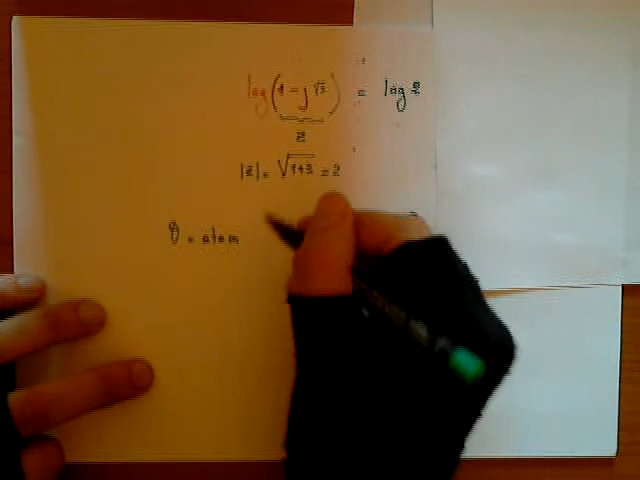 log(1 - j√3) = log z
z
|z| = √1+3 = 2
θ = atan